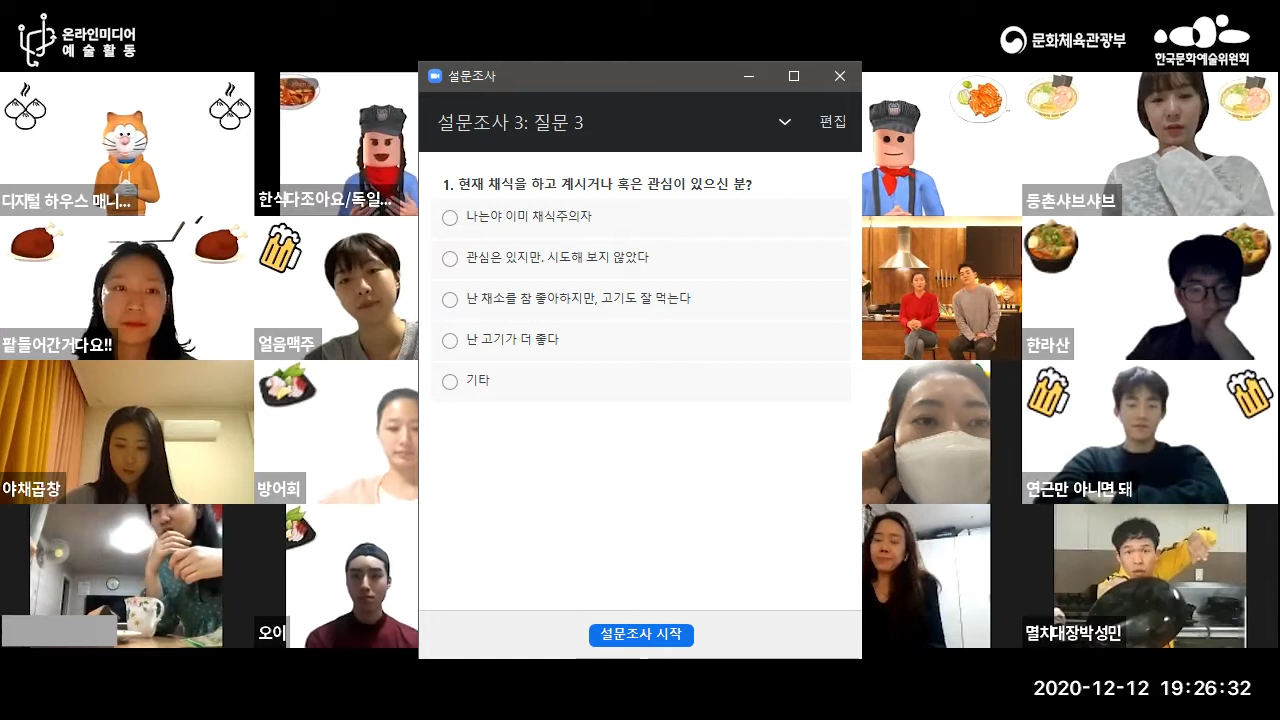 온라인미디어
예술활동
문화체육관광부
한국문화예술위원회
설문조사
설문조사 3: 질문 3
편집
1. 현재 채식을 하고 계시거나 혹은 관심이 있으신 분?
나는야 이미 채식주의자
관심은 있지만. 시도해 보지 않았다
난 채소를 참 좋아하지만, 고기도 잘 먹는다
난 고기가 더 좋다
기타
설문조사 시작
디지털 하우스 매니...
한식다조아요/독일...
등촌샤브샤브
팥들어간거다요!!
얼음맥주
한라산
야채곱창
방어회
연근만 아니면 돼
오이
멸치대장박성민
2020-12-12 19:26:32